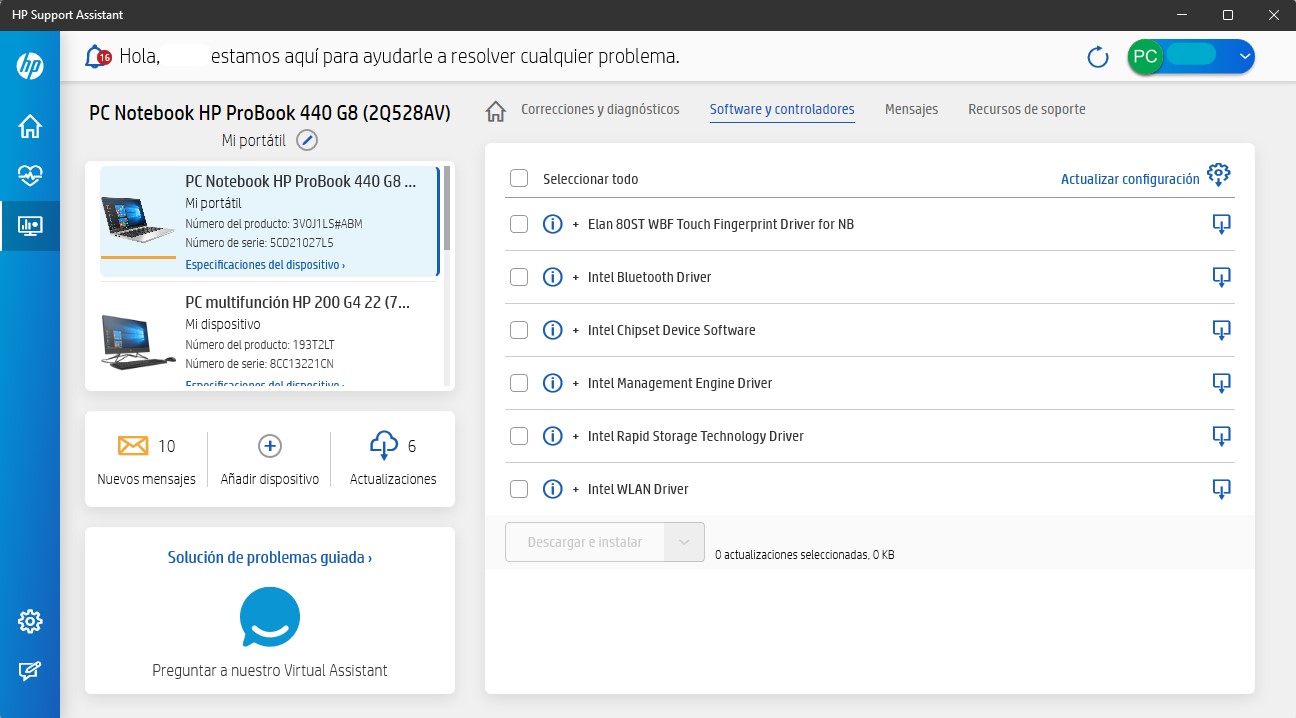 HP Support Assistant
hp
16
Hola, estamos aquí para ayudarle a resolver cualquier problema.
PC
PC Notebook HP ProBook 440 G8 (2Q528AV)
Mi portátil
PC Notebook HP ProBook 440 G8 ...
Mi portátil
Número del producto: 3V0J1LS#ABM
Número de serie: 5CD21027L5
Especificaciones del dispositivo ›
PC multifunción HP 200 G4 22 (7...
Mi dispositivo
Número del producto: 193T2LT
Número de serie: 8CC13221CN
Especificaciones del dispositivo ›
10
Nuevos mensajes
Añadir dispositivo
6
Actualizaciones
Solución de problemas guiada ›
Preguntar a nuestro Virtual Assistant
Correcciones y diagnósticos
Software y controladores
Mensajes
Recursos de soporte
Seleccionar todo
Actualizar configuración
+ Elan 80ST WBF Touch Fingerprint Driver for NB
+ Intel Bluetooth Driver
+ Intel Chipset Device Software
+ Intel Management Engine Driver
+ Intel Rapid Storage Technology Driver
+ Intel WLAN Driver
Descargar e instalar
0 actualizaciones seleccionadas, 0 KB